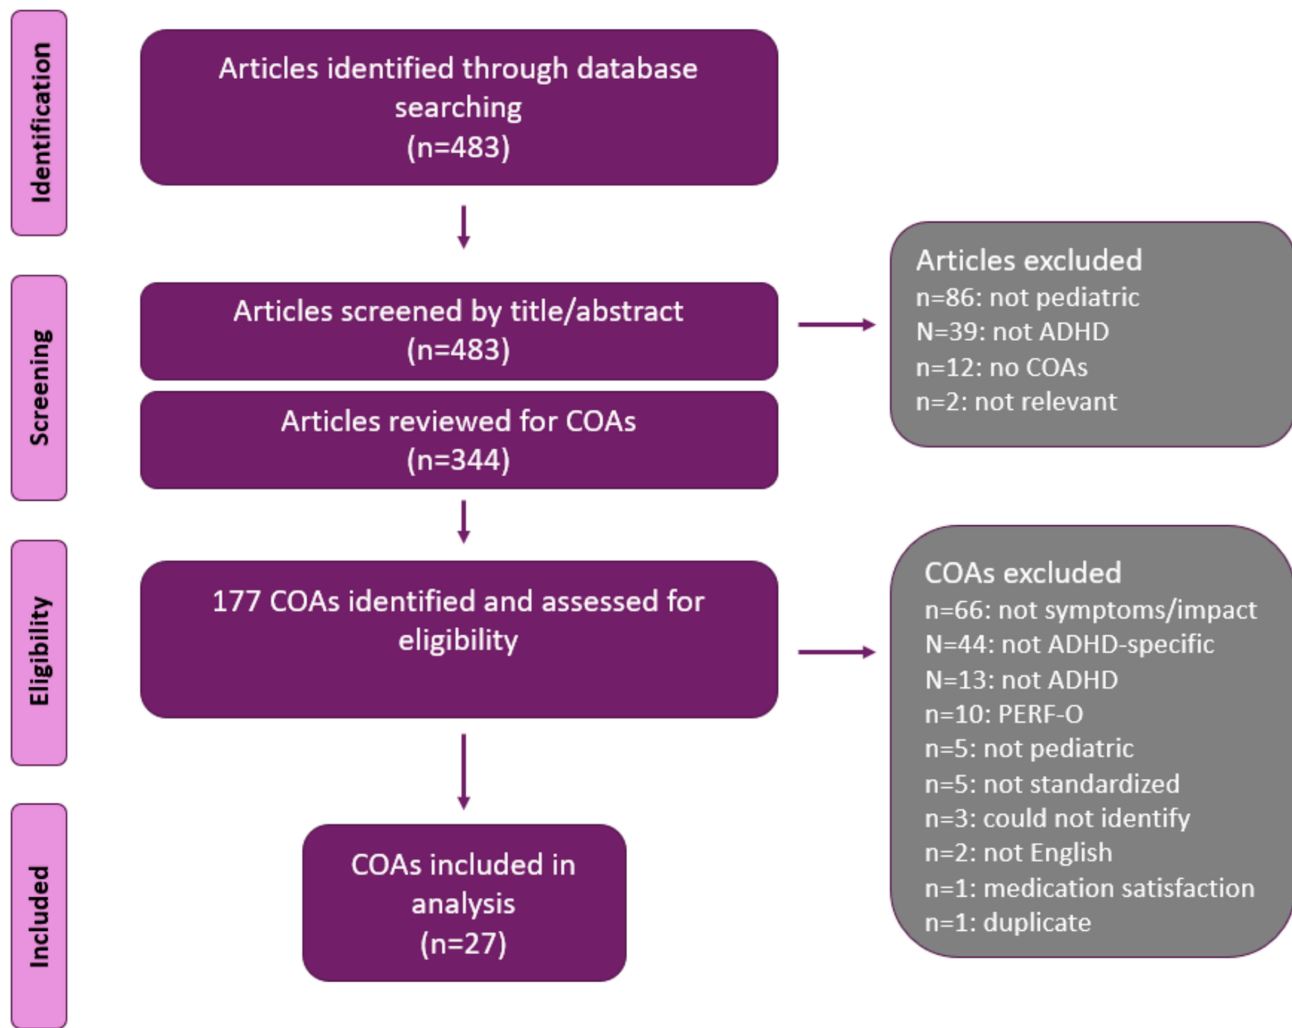 Identification
Articles identified through database
searching
(n=483)
Screening
Articles screened by title/abstract
(n=483)
Articles excluded
n=86: not pediatric
N=39: not ADHD
n=12: no COAs
n=2: not relevant
Articles reviewed for COAs
(n=344)
Eligibility
177 COAs identified and assessed for
eligibility
COAs excluded
n=66: not symptoms/impact
N=44: not ADHD-specific
N=13: not ADHD
n=10: PERF-O
n=5: not pediatric
n=5: not standardized
n=3: could not identify
n=2: not English
n=1: medication satisfaction
n=1: duplicate
Included
COAs included in
analysis
(n=27)